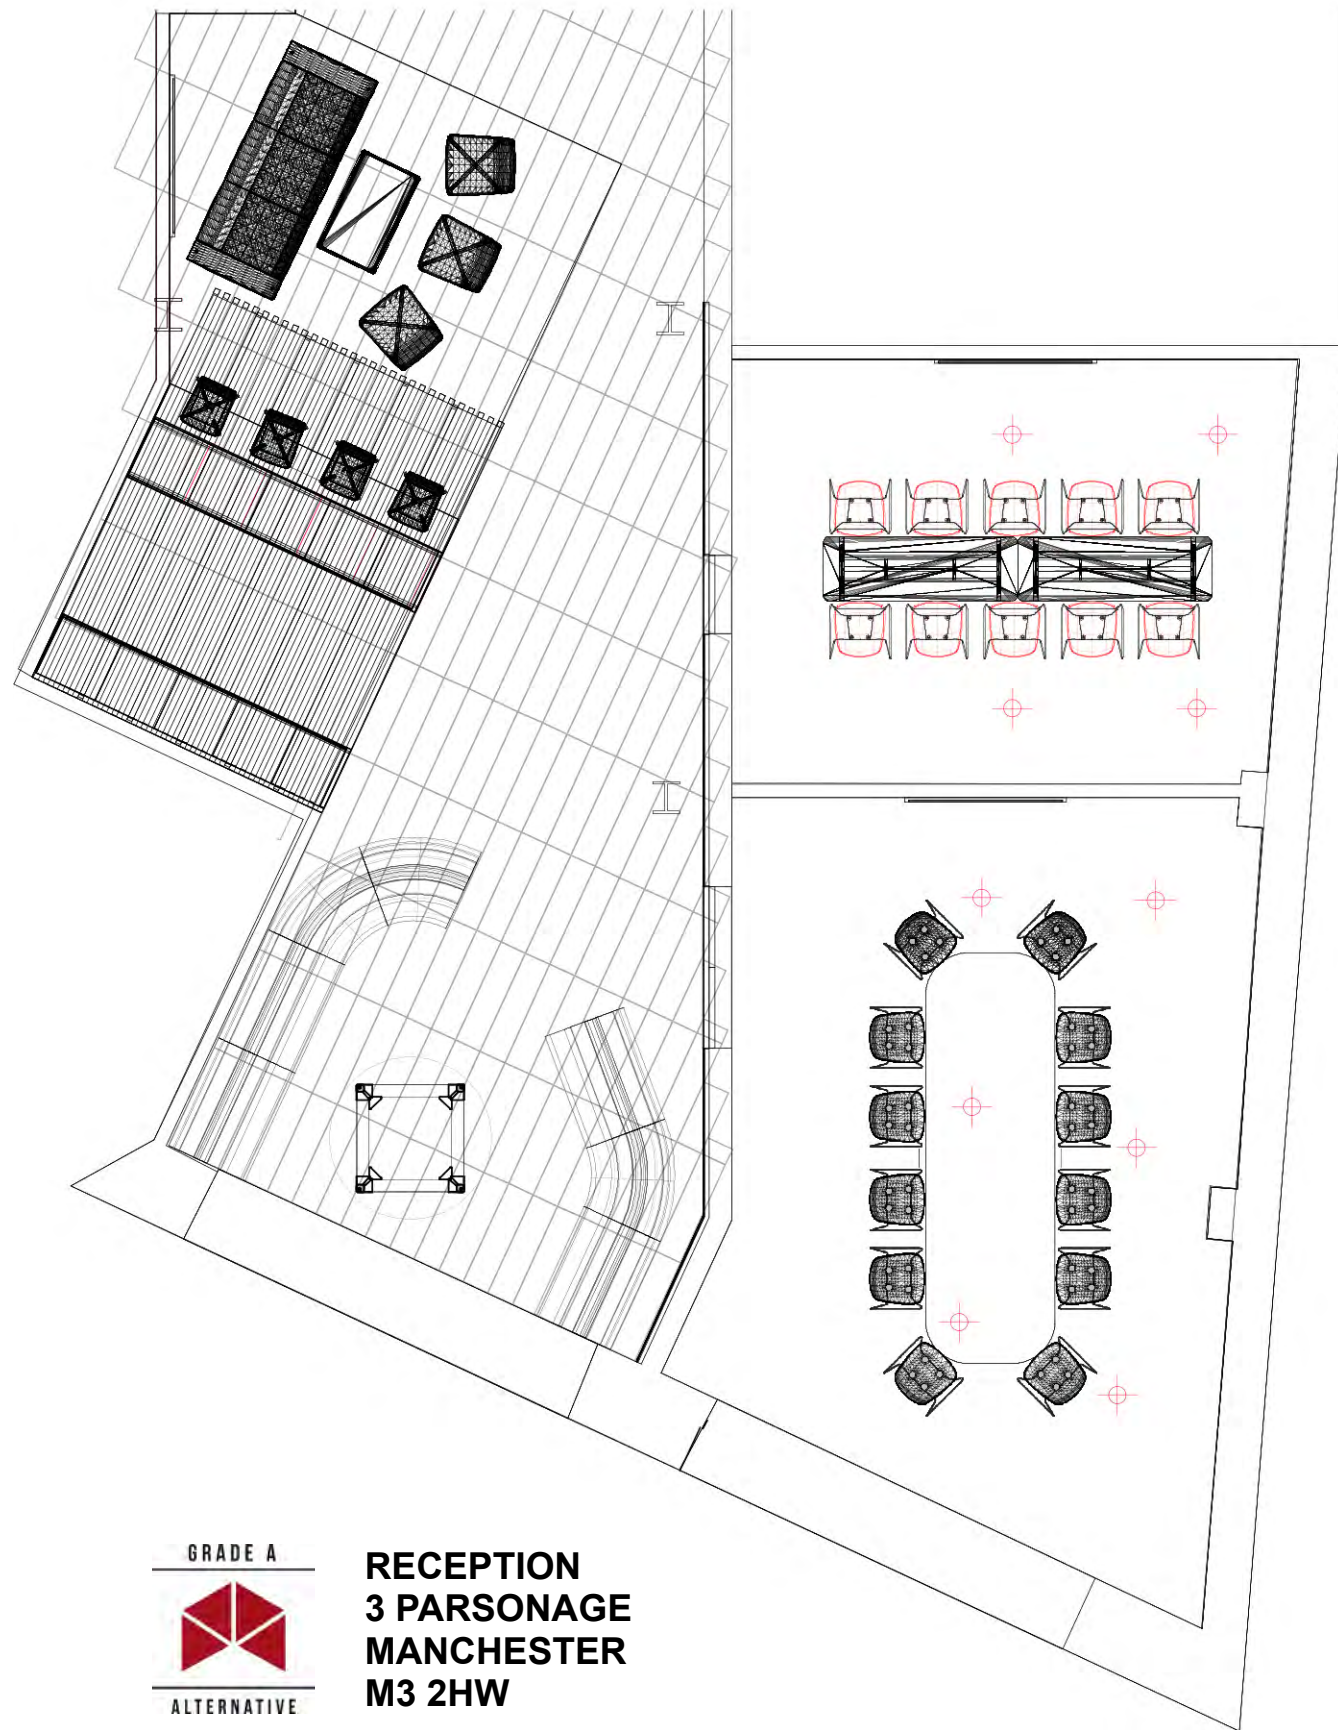 GRADE A
ALTERNATIVE
RECEPTION
3 PARSONAGE
MANCHESTER
M3 2HW